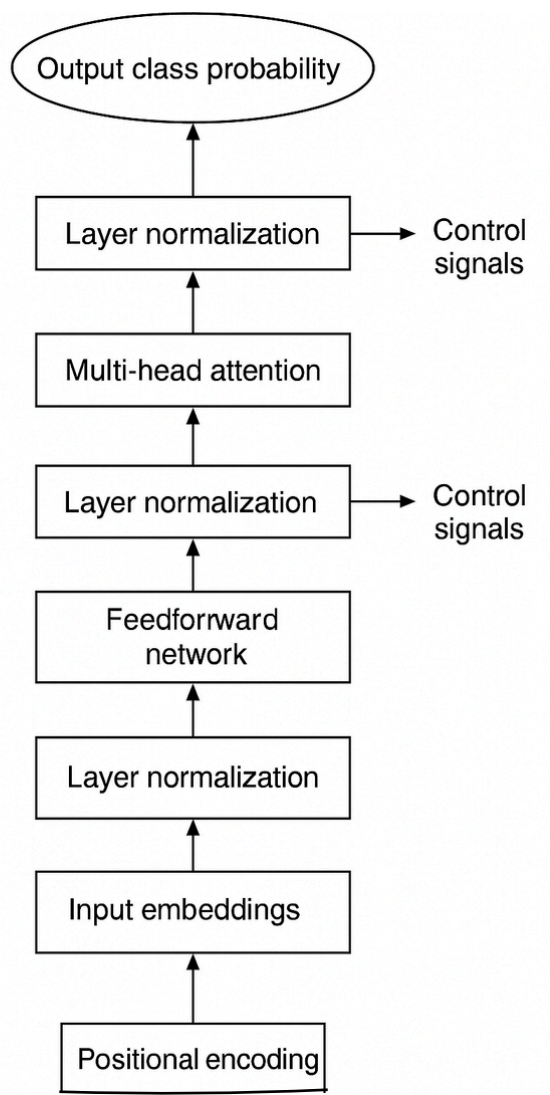 Output class probability
Layer normalization
Control
signals
Multi-head attention
Layer normalization
Control
signals
Feedforrward
network
Layer normalization
Input embeddings
Positional encoding